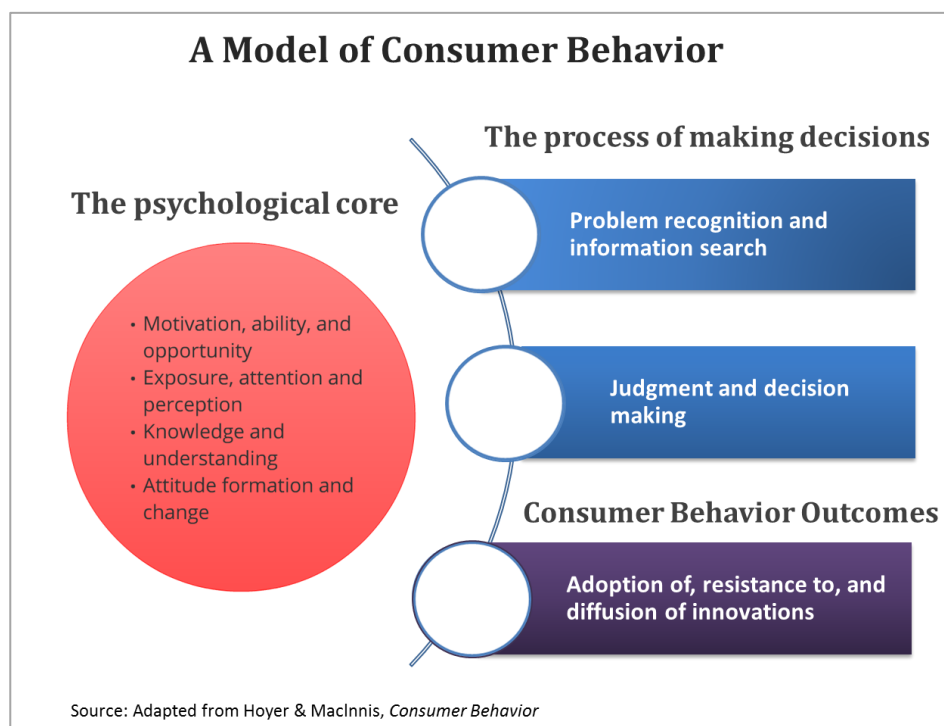 A Model of Consumer Behavior
The process of making decisions
The psychological core
Problem recognition and
information search
• Motivation, ability, and
opportunity
• Exposure, attention and
perception
• Knowledge and
understanding
• Attitude formation and
change
Judgment and decision
making
Consumer Behavior Outcomes
Adoption of, resistance to, and
diffusion of innovations
Source: Adapted from Hoyer & MacInnis, Consumer Behavior